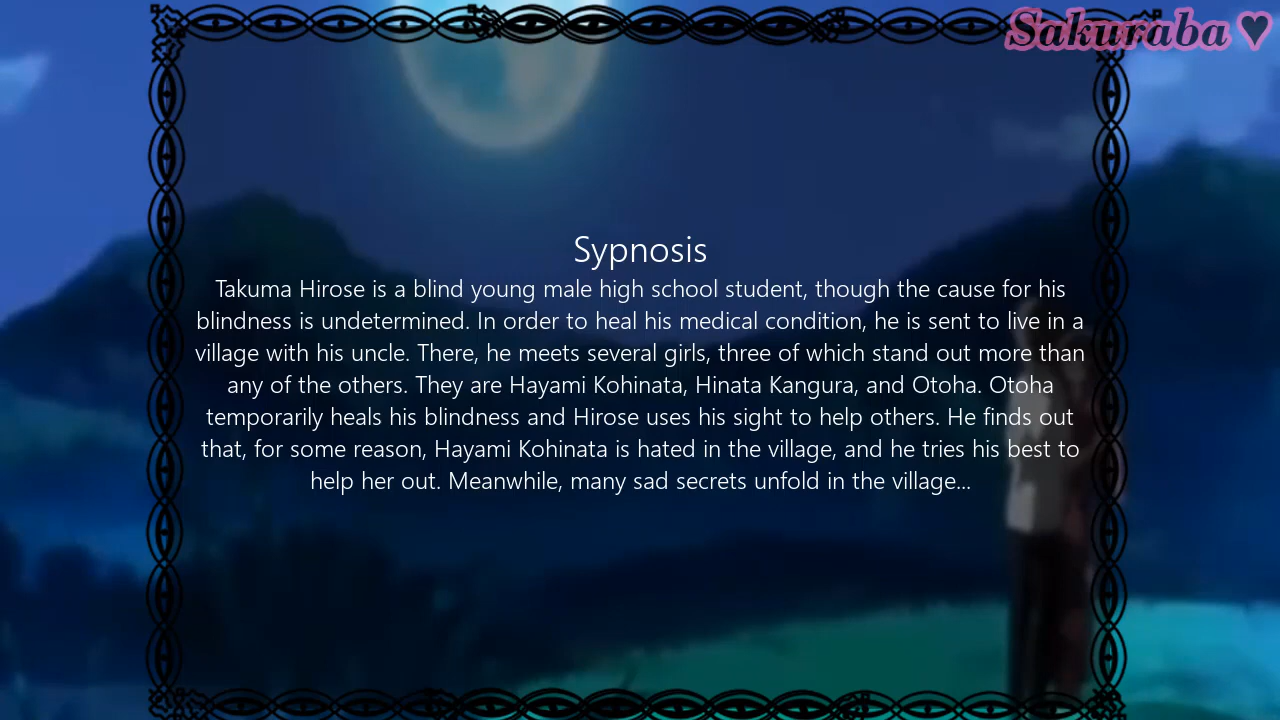 Sakuraba ♥
Sypnosis
Takuma Hirose is a blind young male high school student, though the cause for his
blindness is undetermined. In order to heal his medical condition, he is sent to live in a
village with his uncle. There, he meets several girls, three of which stand out more than
any of the others. They are Hayami Kohinata, Hinata Kangura, and Otoha. Otoha
temporarily heals his blindness and Hirose uses his sight to help others. He finds out
that, for some reason, Hayami Kohinata is hated in the village, and he tries his best to
help her out. Meanwhile, many sad secrets unfold in the village...